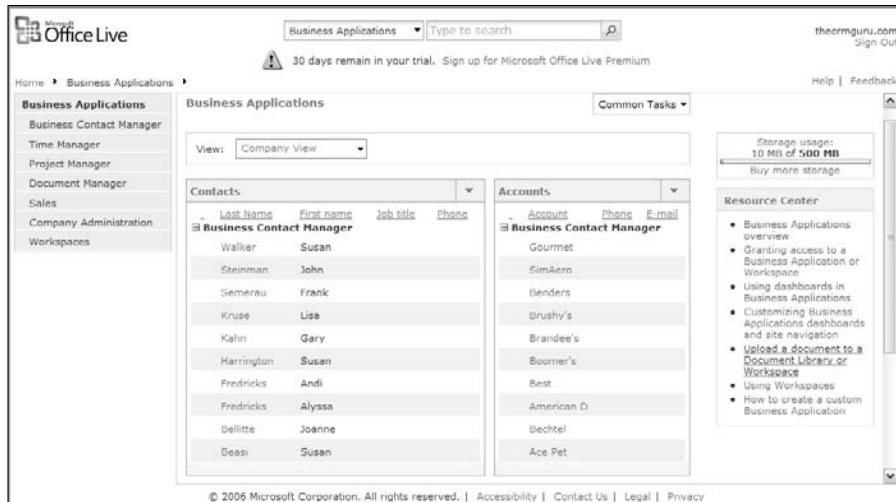 Microsoft
Office Live
Business Applications
Type to search
thecrmguru.com
Sign Out
30 days remain in your trial. Sign up for Microsoft Office Live Premium
Home Business Applications
Help | Feedback
Business Applications
Business Contact Manager
Time Manager
Project Manager
Document Manager
Sales
Company Administration
Workspaces
Business Applications
Common Tasks
View: Company View
Contacts
Last Name First name Job title Phone
Business Contact Manager
Walker Susan
Steinman John
Semerau Frank
Kruse Lisa
Kahn Gary
Harrington Susan
Fredricks Andi
Fredricks Alyssa
Bellitte Joanne
Beasi Susan
Accounts
Account Phone E-mail
Business Contact Manager
Gourmet
SimAero
Benders
Brushy's
Brandee's
Boomer's
Best
American D
Bechtel
Ace Pet
Storage usage:
10 MB of 500 MB
Buy more storage
Resource Center
Business Applications
overview
Granting access to a
Business Application or
Workspace
Using dashboards in
Business Applications
Customizing Business
Applications dashboards
and site navigation
Upload a document to a
Document Library or
Workspace
Using Workspaces
How to create a custom
Business Application
© 2006 Microsoft Corporation. All rights reserved. | Accessibility | Contact Us | Legal | Privacy